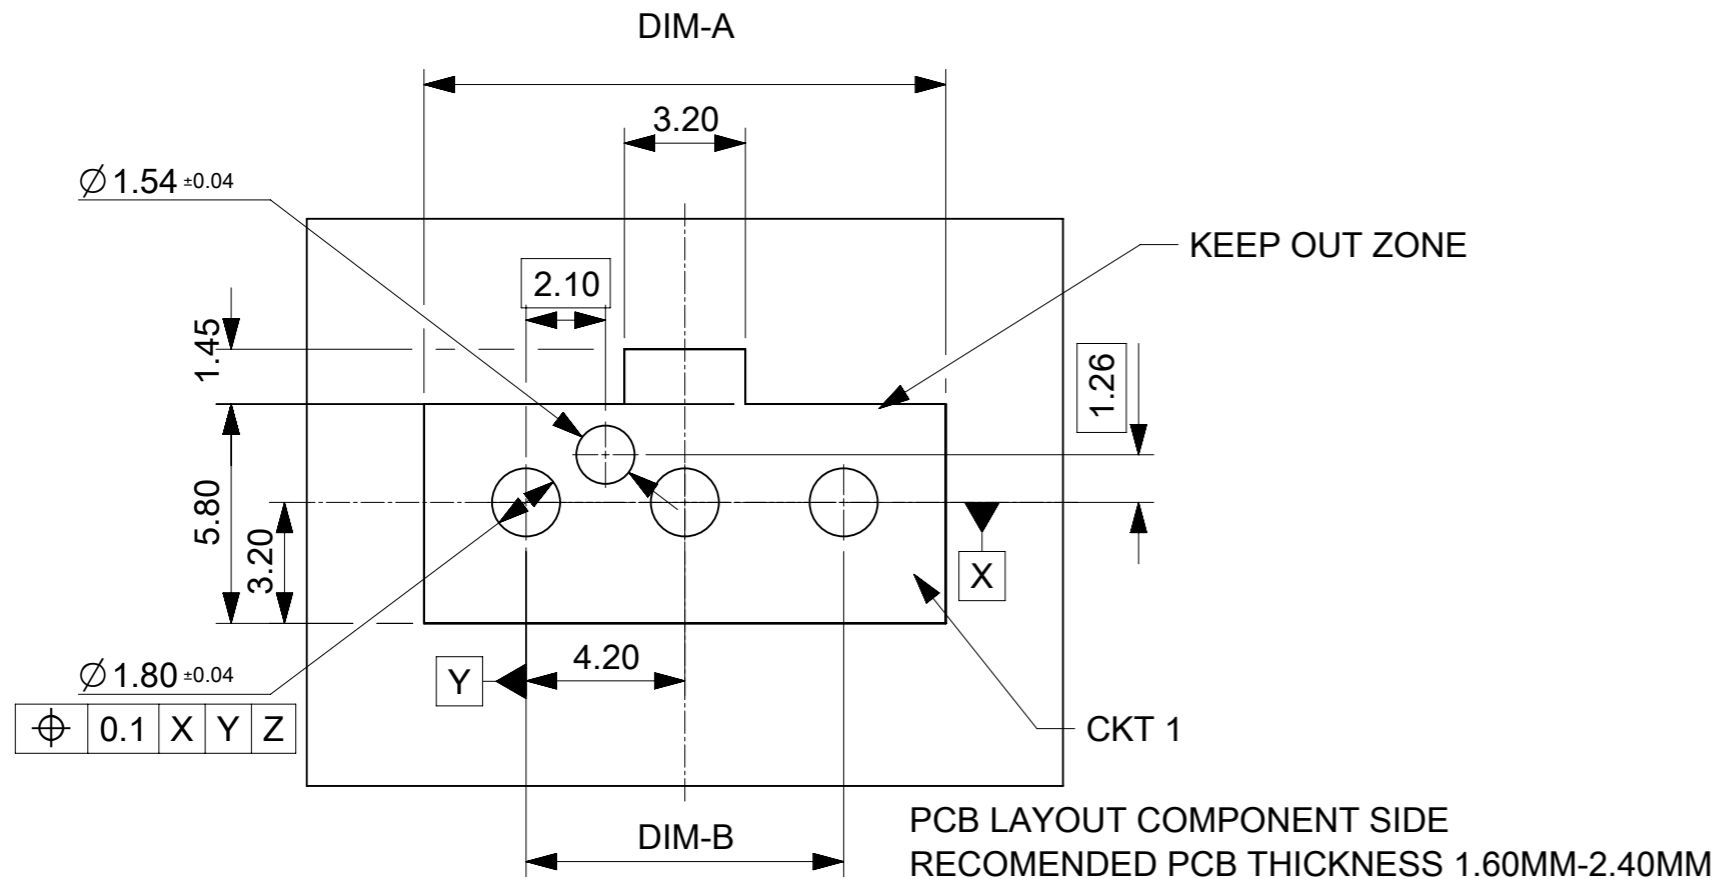 DIM-A
3.20
Ø 1.54 ±0.04
KEEP OUT ZONE
2.10
1.45
1.26
5.80
3.20
X
Ø 1.80 ±0.04
Y
4.20
0.1 X Y Z
CKT 1
DIM-B
PCB LAYOUT COMPONENT SIDE
RECOMENDED PCB THICKNESS 1.60MM-2.40MM